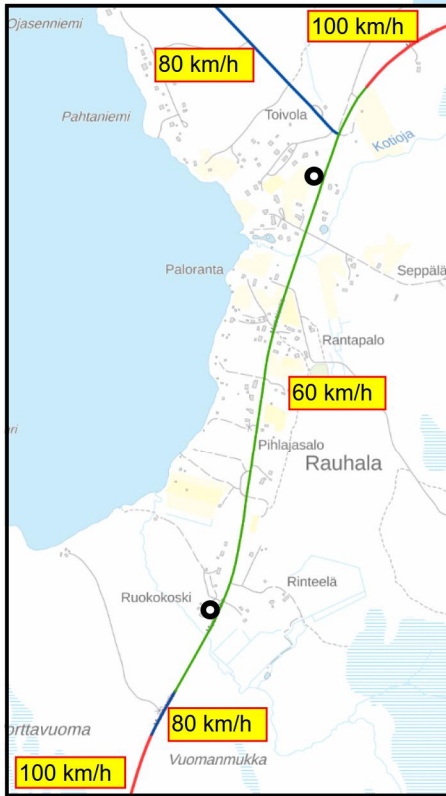 Ojasenniemi
100 km/h
80 km/h
Pahtaniemi
Toivola
Kotioja
Paloranta
Seppälä
Rantapalo
60 km/h
ri
Pihlajasalo
Rauhala
Ruokokoski
Rinteelä
orttavuoma
80 km/h
Vuomanmukka
100 km/h